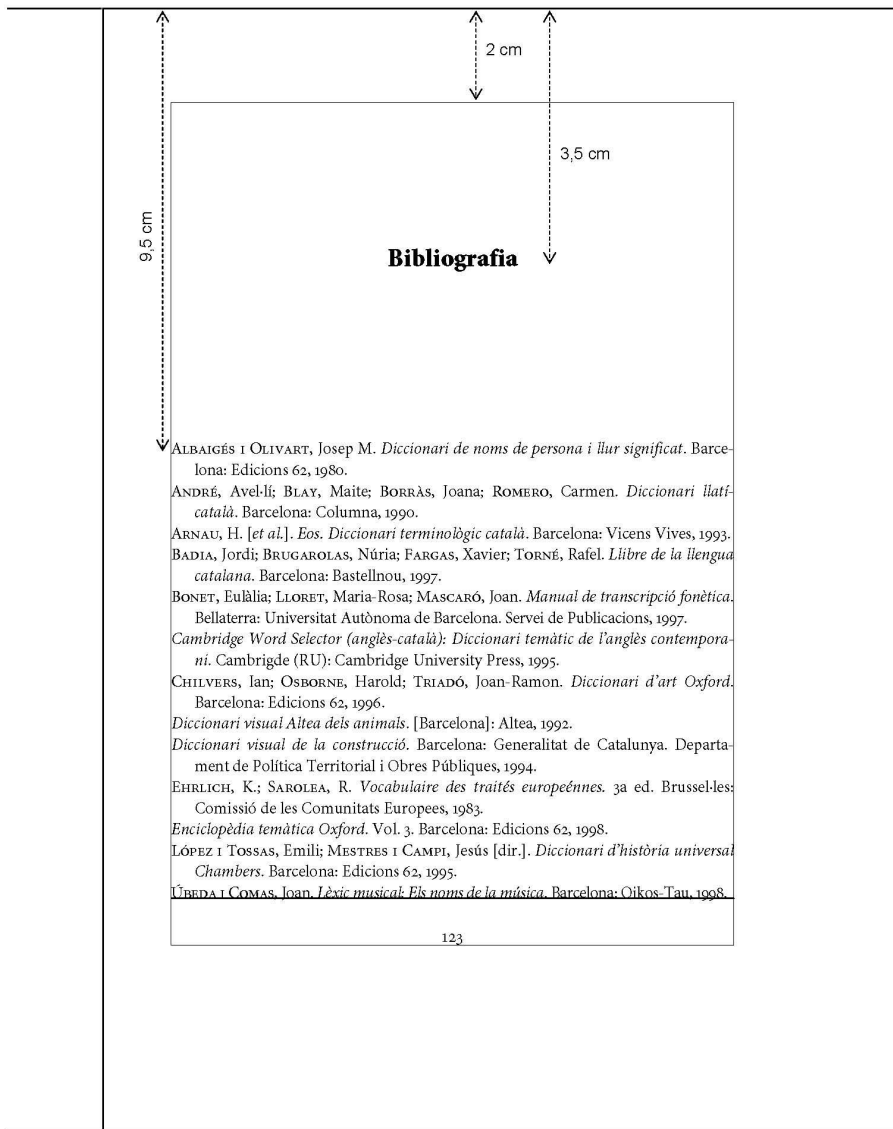 2 cm
3,5 cm
9,5 cm
Bibliografia
ALBAIGÉS I OLIVART, Josep M. Diccionari de noms de persona i llur significat. Barce-
lona: Edicions 62, 1980.
ANDRÉ, Avel·lí; BLAY, Maite; BORRÀS, Joana; ROMERO, Carmen. Diccionari llatí-
català. Barcelona: Columna, 1990.
ARNAU, H. [et al.]. Eos. Diccionari terminològic català. Barcelona: Vicens Vives, 1993.
BADIA, Jordi; BRUGAROLAS, Núria; FARGAS, Xavier; TORNÉ, Rafel. Llibre de la llengua
catalana. Barcelona: Bastellnou, 1997.
BONET, Eulàlia; LLORET, Maria-Rosa; MASCARÓ, Joan. Manual de transcripció fonètica.
Bellaterra: Universitat Autònoma de Barcelona. Servei de Publicacions, 1997.
Cambridge Word Selector (anglès-català): Diccionari temàtic de l'anglès contempora-
ni. Cambrigde (RU): Cambridge University Press, 1995.
CHILVERS, Ian; OSBORNE, Harold; TRIADÓ, Joan-Ramon. Diccionari d'art Oxford.
Barcelona: Edicions 62, 1996.
Diccionari visual Altea dels animals. [Barcelona]: Altea, 1992.
Diccionari visual de la construcció. Barcelona: Generalitat de Catalunya. Departa-
ment de Política Territorial i Obres Públiques, 1994.
EHRLICH, K.; SAROLEA, R. Vocabulaire des traités europeénnes. 3a ed. Brussel·les:
Comissió de les Comunitats Europees, 1983.
Enciclopèdia temàtica Oxford. Vol. 3. Barcelona: Edicions 62, 1998.
LÓPEZ I TOSSAS, Emili; MESTRES I CAMPI, Jesús [dir.]. Diccionari d'història universal
Chambers. Barcelona: Edicions 62, 1995.
ÚBEDA I COMAS, Joan. Lèxic musical: Els noms de la música. Barcelona: Oikos-Tau, 1998.
123